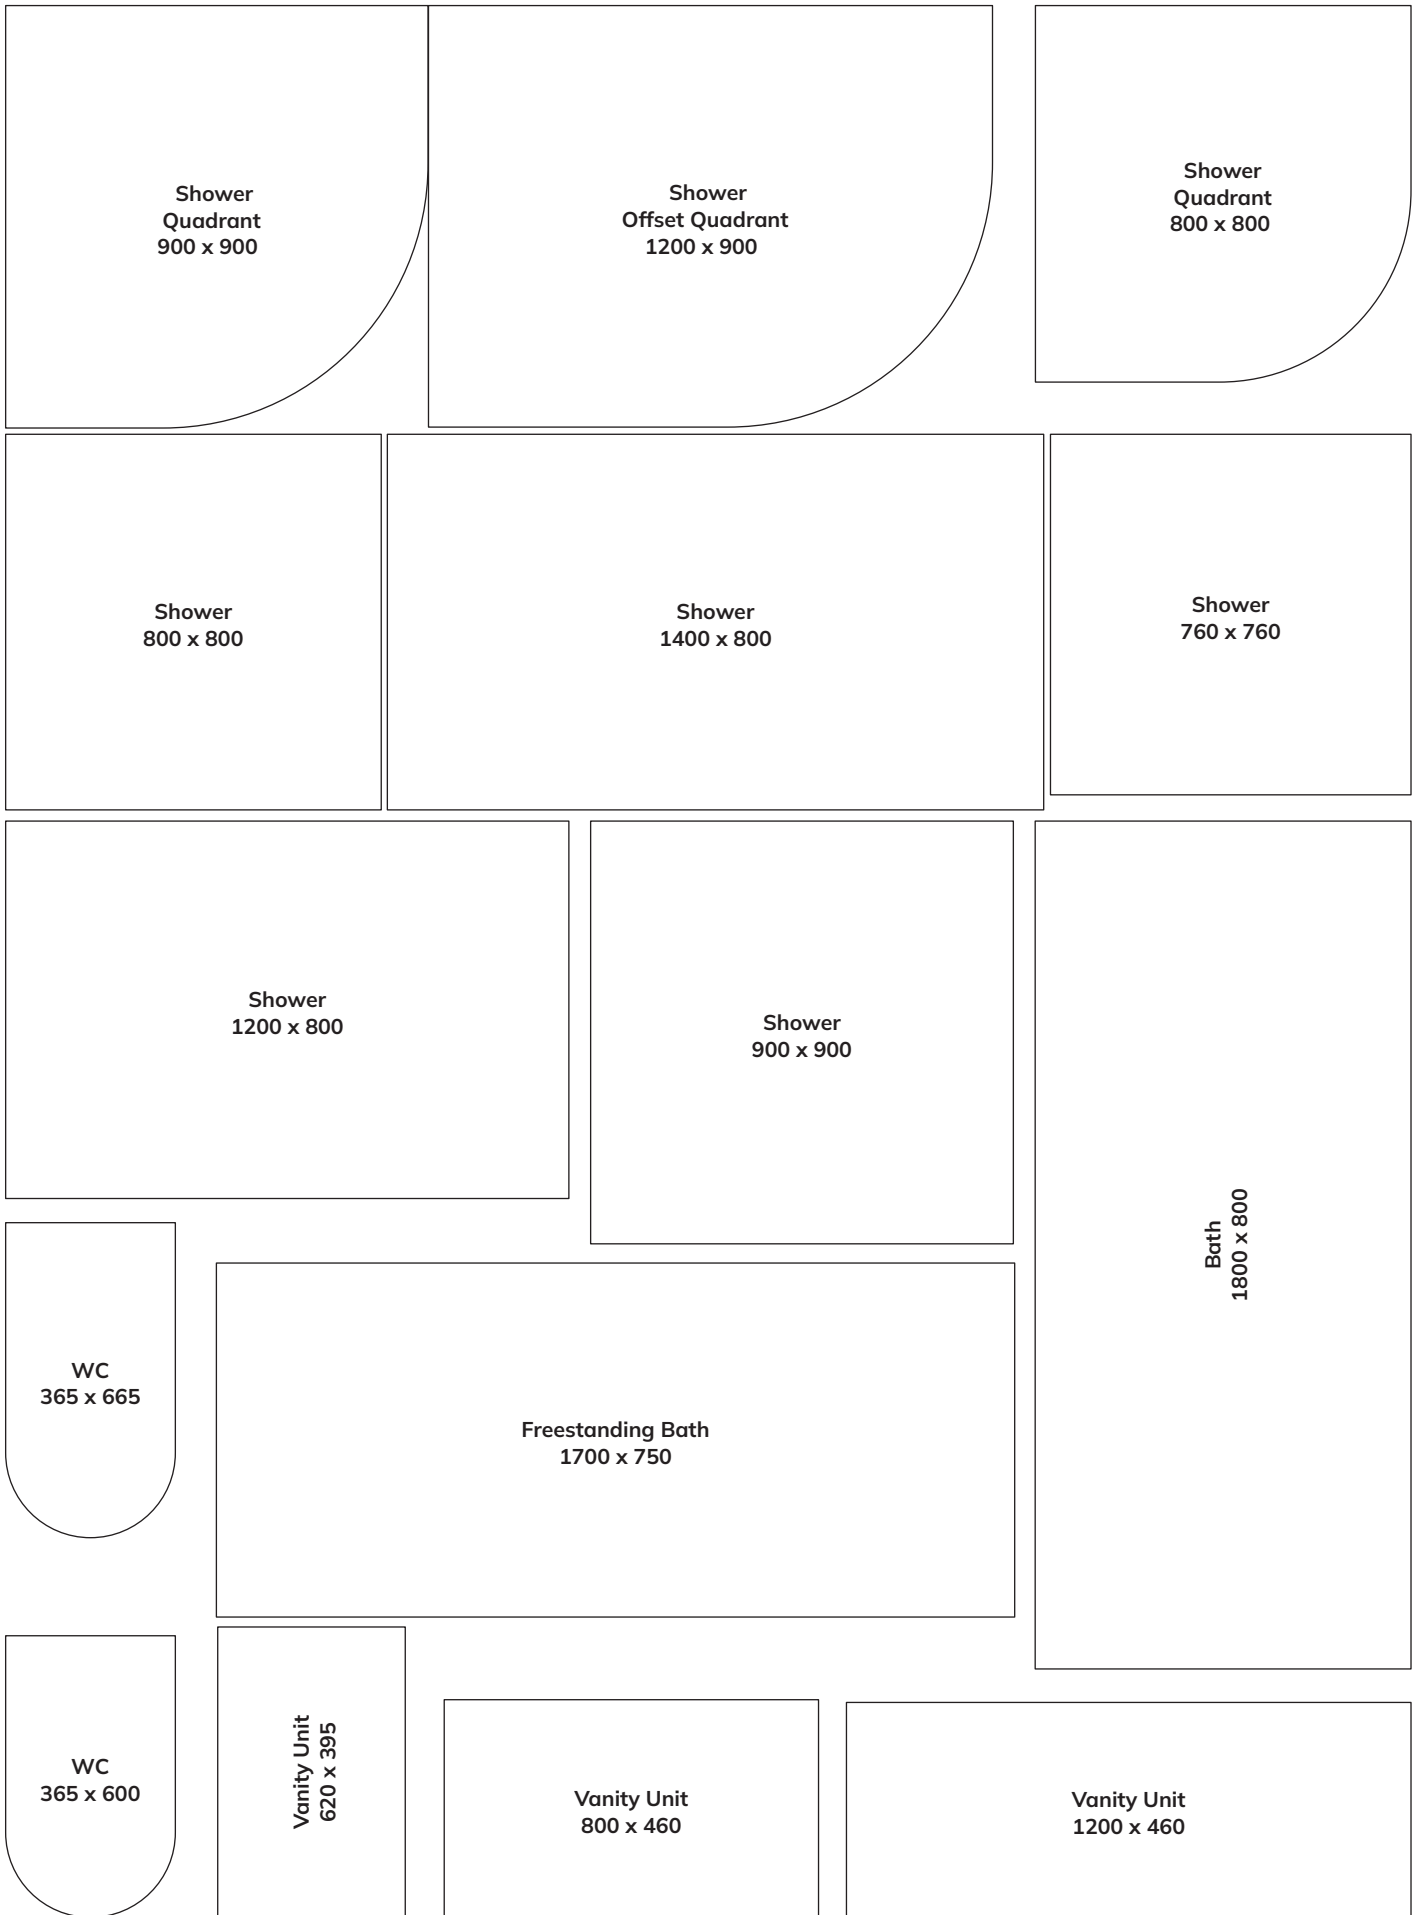 Shower
Quadrant
900 x 900
Shower
Offset Quadrant
1200 x 900
Shower
Quadrant
800 x 800
Shower
800 x 800
Shower
1400 x 800
Shower
760 x 760
Shower
1200 x 800
Shower
900 x 900
Bath
1800 x 800
WC
365 x 665
Freestanding Bath
1700 x 750
WC
365 x 600
Vanity Unit
620 x 395
Vanity Unit
800 x 460
Vanity Unit
1200 x 460